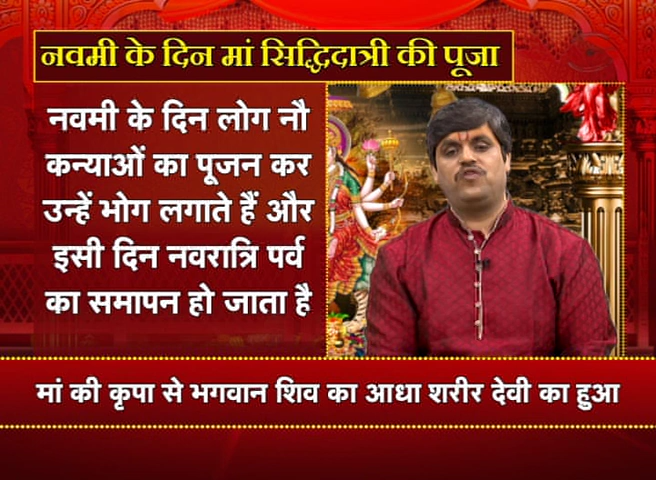 नवमी के दिन मां सिद्धिदात्री की पूजा
नवमी के दिन लोग नौ
कन्याओं का पूजन कर
उन्हें भोग लगाते हैं और
इसी दिन नवरात्रि पर्व
का समापन हो जाता है
मां की कृपा से भगवान शिव का आधा शरीर देवी का हुआ